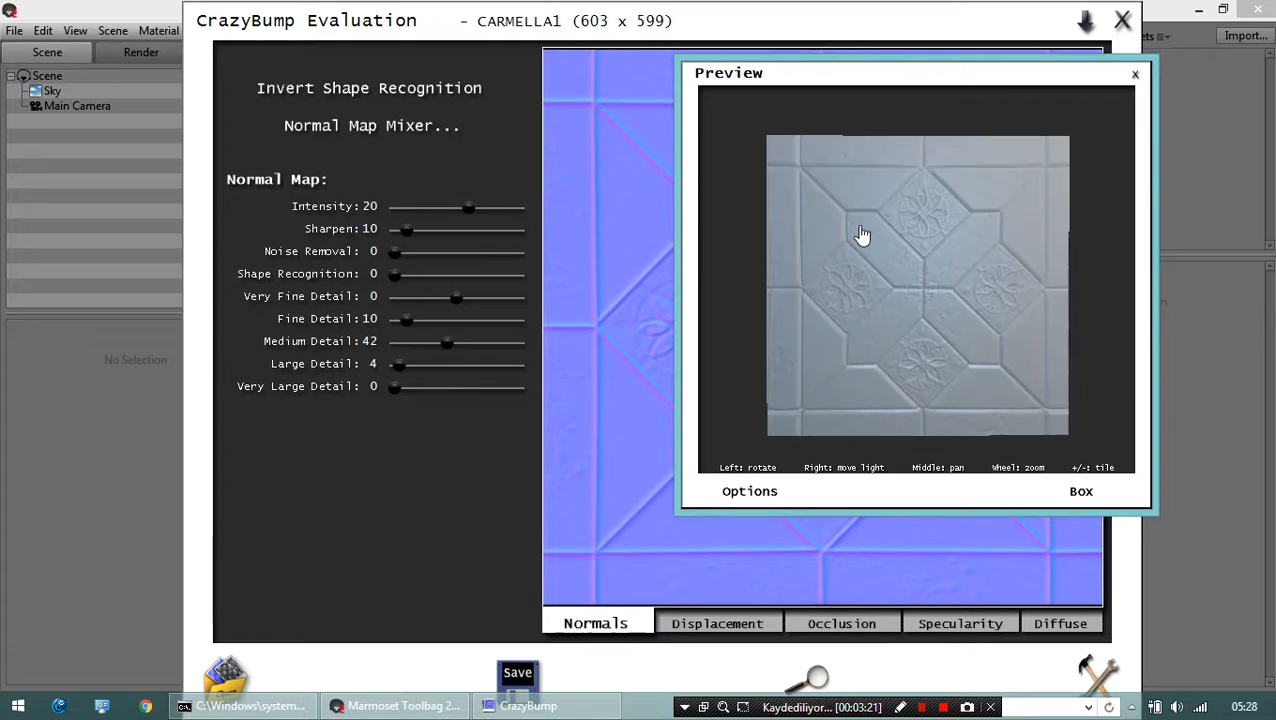 CrazyBump Evaluation - CARMELLA1 (603 x 599)
File Edit View Scene Material
Import...
Scene Render
Scene
Sky
Main Camera
No Selection
Invert Shape Recognition
Normal Map Mixer...
Normal Map:
Intensity: 20
Sharpen: 10
Noise Removal: 0
Shape Recognition: 0
Very Fine Detail: 0
Fine Detail: 10
Medium Detail: 42
Large Detail: 4
Very Large Detail: 0
Preview x
Left: rotate Right: move light Middle: pan Wheel: zoom +/-: tile
Options Box
Normals Displacement Occlusion Specularity Diffuse
Save
C:\Windows\system... Marmoset Toolbag 2... CrazyBump Kaydediliyor... [00:03:21] 05:28